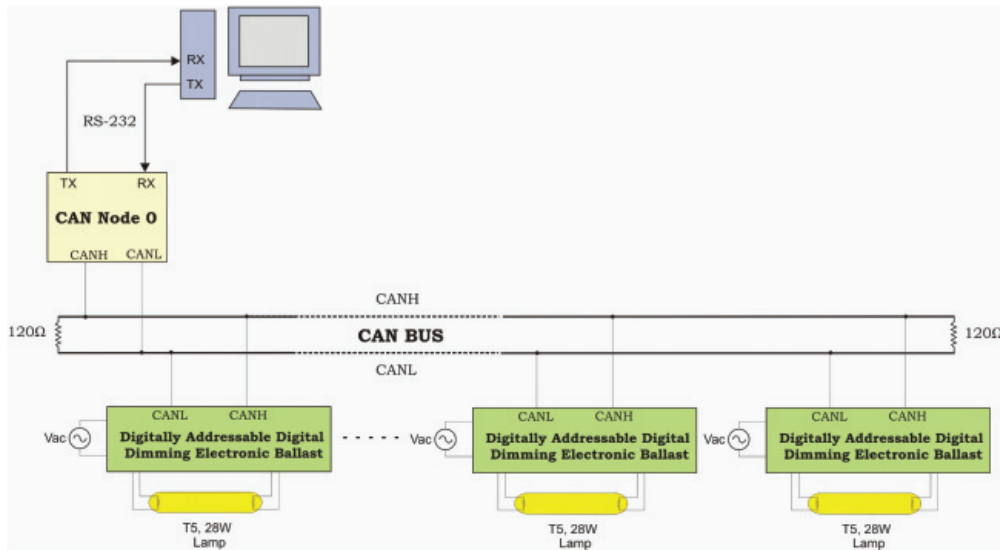 RX
TX
RS-232
TX RX
CAN Node 0
CANH CANL
CANH
120Ω CAN BUS 120Ω
CANL
CANL CANH
Vac
Digitally Addressable Digital
Dimming Electronic Ballast
T5, 28W
Lamp
CANL CANH
Vac
Digitally Addressable Digital
Dimming Electronic Ballast
T5, 28W
Lamp
CANL CANH
Vac
Digitally Addressable Digital
Dimming Electronic Ballast
T5, 28W
Lamp